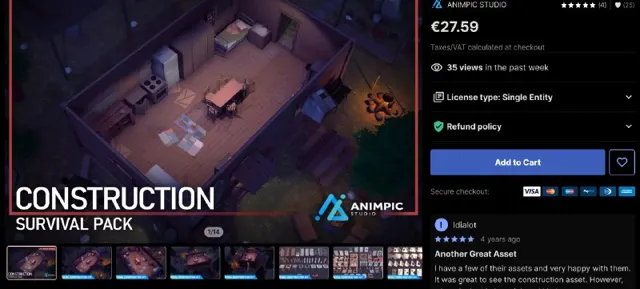 ANIMPIC STUDIO
(4)
(25)
€27.59
Taxes/VAT calculated at checkout
35 views in the past week
License type: Single Entity
Refund policy
Add to Cart
Secure checkout:
VISA
CONSTRUCTION
SURVIVAL PACK
ANIMPIC
STUDIO
1/14
I
Idialot
4 years ago
Another Great Asset
I have a few of their assets and very happy with them.
It was great to see the construction asset. However,
CONSTRUCTION